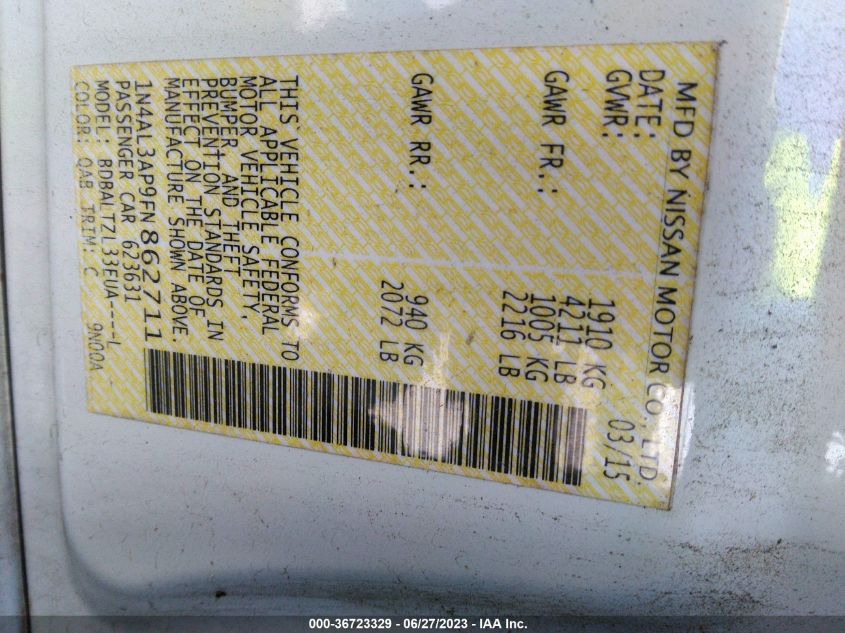 MFD BY NISSAN MOTOR CO., LTD.
DATE: 03/15
GVWR: 1910 KG
4211 LB
GAWR FR.: 1005 KG
2216 LB
GAWR RR.: 940 KG
2072 LB
THIS VEHICLE CONFORMS TO
ALL APPLICABLE FEDERAL
MOTOR VEHICLE SAFETY,
BUMPER AND THEFT
PREVENTION STANDARDS IN
EFFECT ON THE DATE OF
MANUFACTURE SHOWN ABOVE.
1N4AL3AP9FN862711
PASSENGER CAR 623631
MODEL: BDBALTZL33EUA----L
COLOR: QAB TRIM: C 9N00A
000-36723329 - 06/27/2023 - IAA Inc.